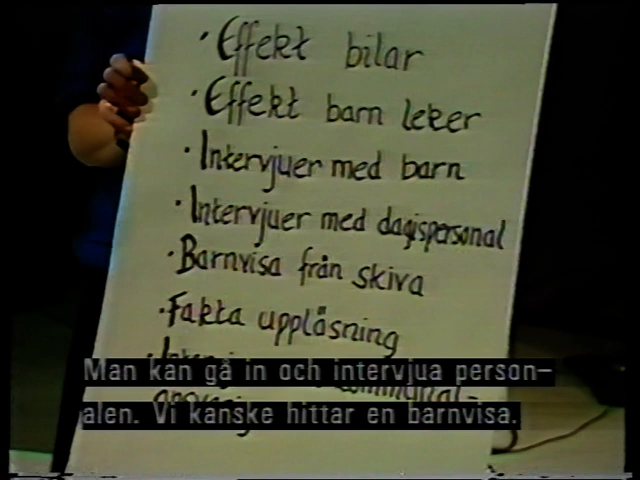 · Effekt bilar
· Effekt barn leker
· Intervjuer med barn
· Intervjuer med dagispersonal
· Barnvisa från skiva
· Fakta uppläsning
Man kan gå in och intervjua person-
alen. Vi kanske hittar en barnvisa.